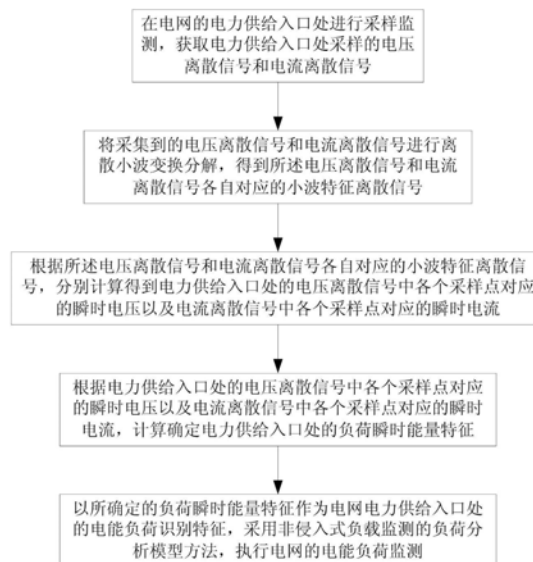 在电网的电力供给入口处进行采样监
测，获取电力供给入口处采样的电压
离散信号和电流离散信号
将采集到的电压离散信号和电流离散信号进行离
散小波变换分解，得到所述电压离散信号和电流
离散信号各自对应的小波特征离散信号
根据所述电压离散信号和电流离散信号各自对应的小波特征离散信
号，分别计算得到电力供给入口处的电压离散信号中各个采样点对应
的瞬时电压以及电流离散信号中各个采样点对应的瞬时电流
根据电力供给入口处的电压离散信号中各个采样点对应
的瞬时电压以及电流离散信号中各个采样点对应的瞬时
电流，计算确定电力供给入口处的负荷瞬时能量特征
以所确定的负荷瞬时能量特征作为电网电力供给入口处
的电能负荷识别特征，采用非侵入式负载监测的负荷分
析模型方法，执行电网的电能负荷监测